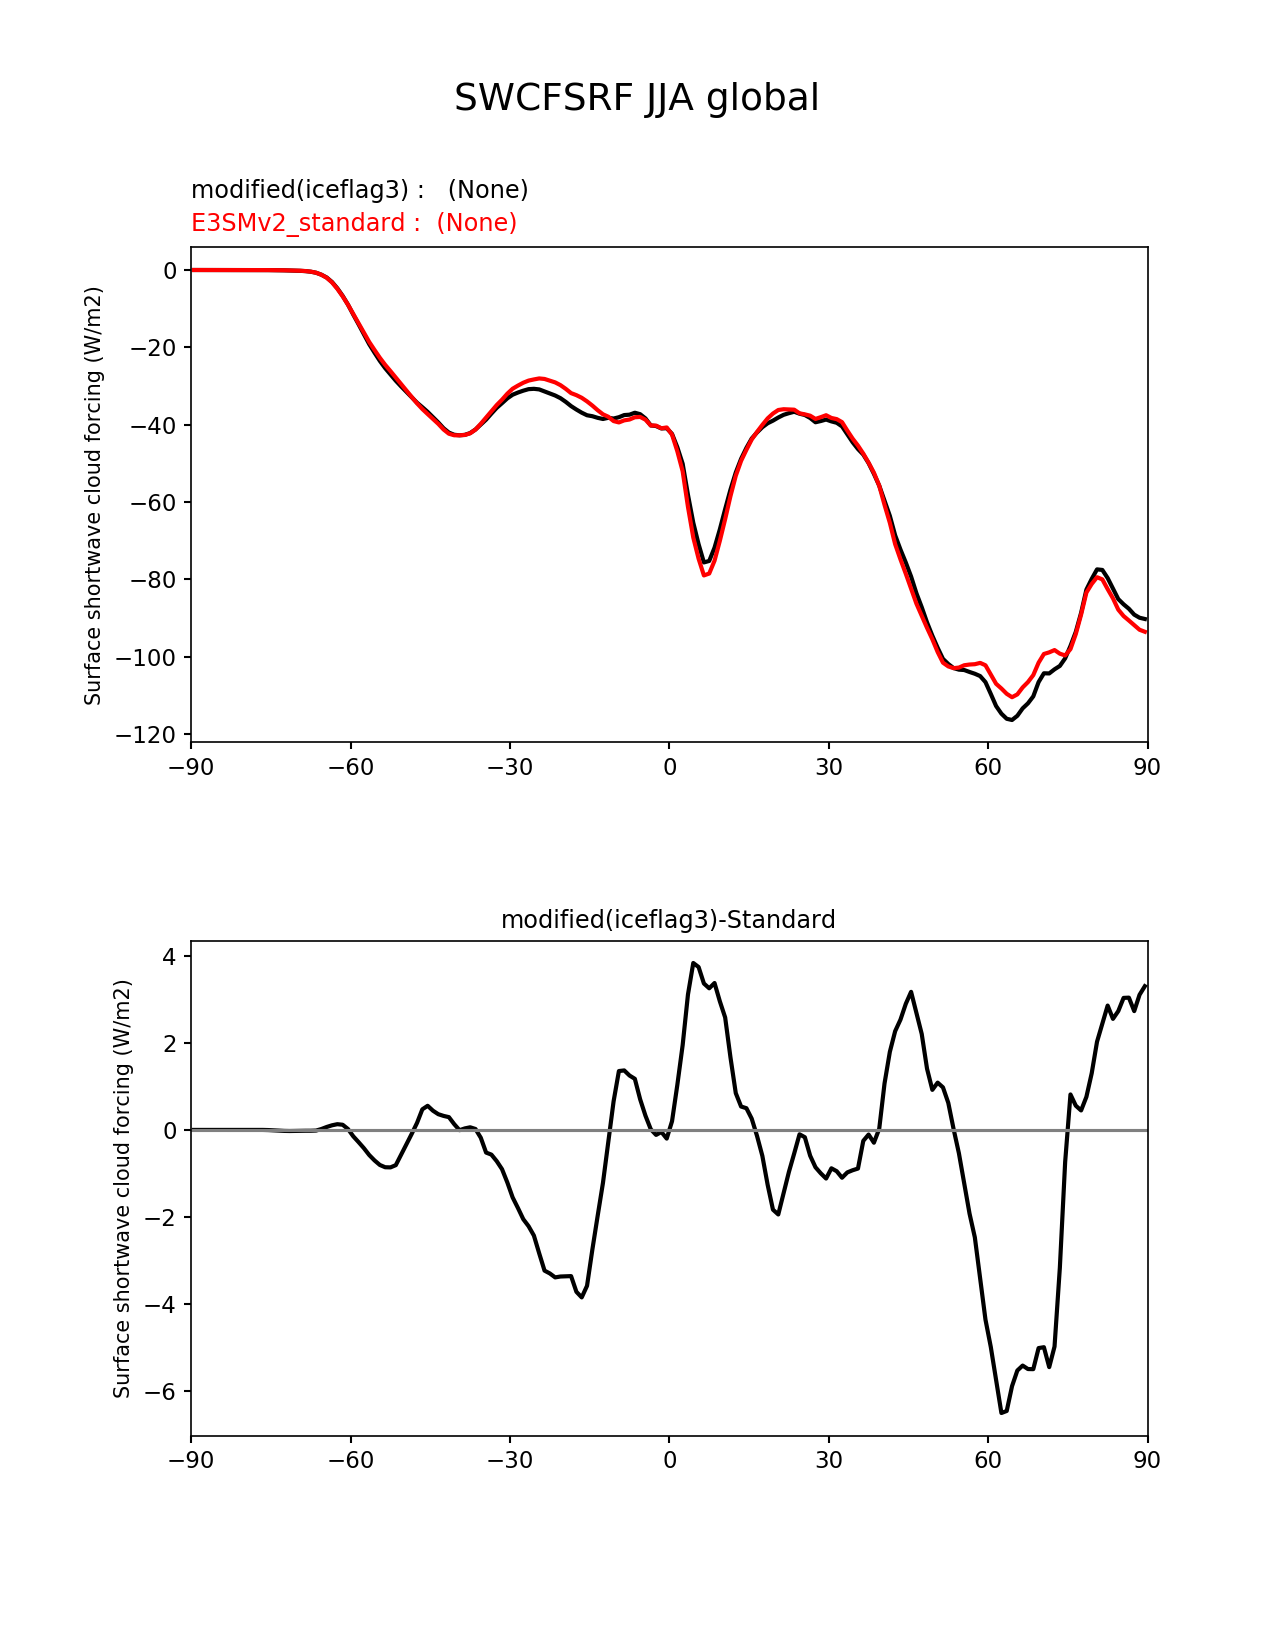 SWCFSRF JJA global
modified(iceflag3) :   (None)
E3SMv2_standard :  (None)
Surface shortwave cloud forcing (W/m2)
0
−20
−40
−60
−80
−100
−120
−90 −60 −30 0 30 60 90
modified(iceflag3)-Standard
Surface shortwave cloud forcing (W/m2)
4
2
0
−2
−4
−6
−90 −60 −30 0 30 60 90